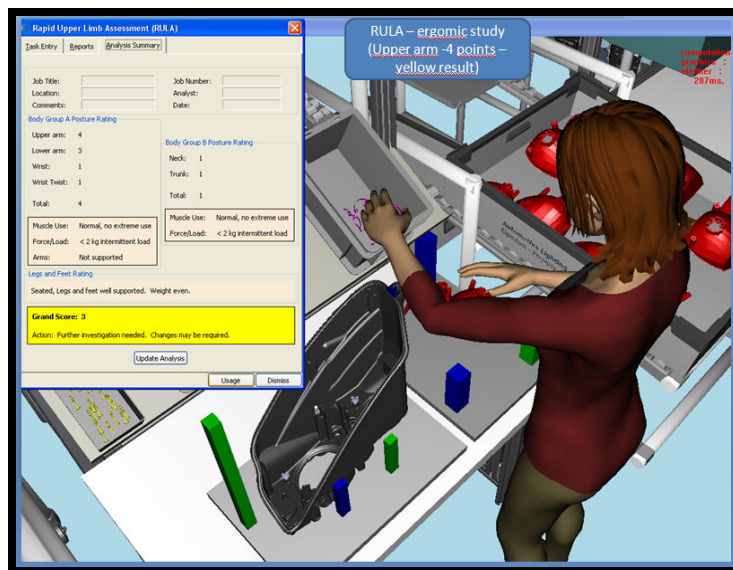 Rapid Upper Limb Assessment (RULA)
Task Entry Reports Analysis Summary
Job Title: Job Number:
Location: Analyst:
Comments: Date:
Body Group A Posture Rating
Upper arm: 4
Lower arm: 3
Wrist: 1
Wrist Twist: 1
Total: 4
Muscle Use: Normal, no extreme use
Force/Load: < 2 kg intermittent load
Arms: Not supported
Body Group B Posture Rating
Neck: 1
Trunk: 1
Total: 1
Muscle Use: Normal, no extreme use
Force/Load: < 2 kg intermittent load
Legs and Feet Rating
Seated, Legs and feet well supported. Weight even.
Grand Score: 3
Action: Further investigation needed. Changes may be required.
Update Analysis
Usage Dismiss
RULA – ergomic study
(Upper arm -4 points –
yellow result)
graphics :
287ms.
Automotive Lighting